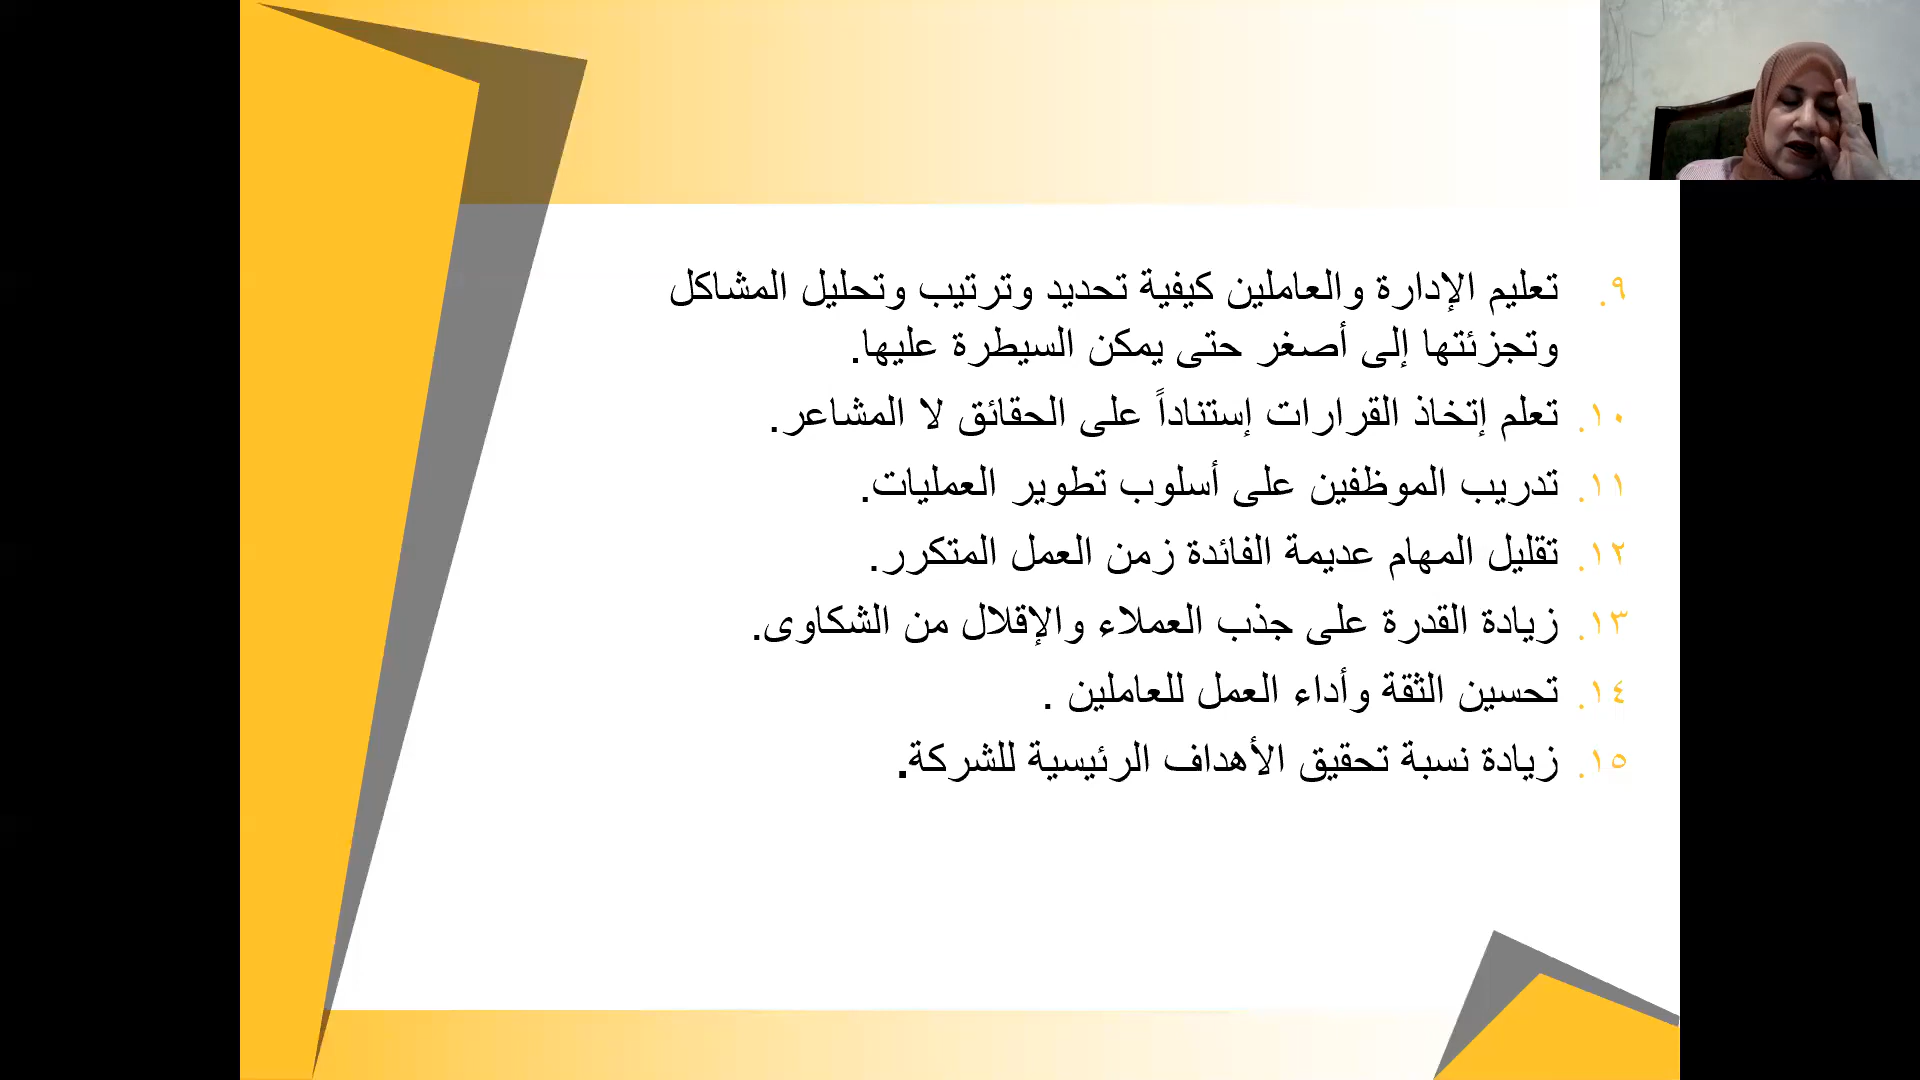 ٩. تعليم الإدارة والعاملين كيفية تحديد وترتيب وتحليل المشاكل
وتجزئتها إلى أصغر حتى يمكن السيطرة عليها.
١٠. تعلم إتخاذ القرارات إستناداً على الحقائق لا المشاعر.
١١. تدريب الموظفين على أسلوب تطوير العمليات.
١٢. تقليل المهام عديمة الفائدة زمن العمل المتكرر.
١٣. زيادة القدرة على جذب العملاء والإقلال من الشكاوى.
١٤. تحسين الثقة وأداء العمل للعاملين .
١٥. زيادة نسبة تحقيق الأهداف الرئيسية للشركة.